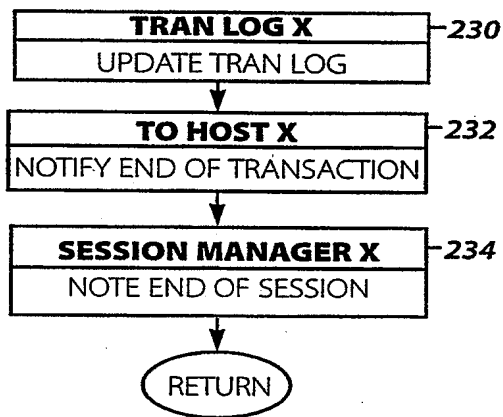 TRAN LOG X
230
UPDATE TRAN LOG
TO HOST X
232
NOTIFY END OF TRANSACTION
SESSION MANAGER X
234
NOTE END OF SESSION
RETURN